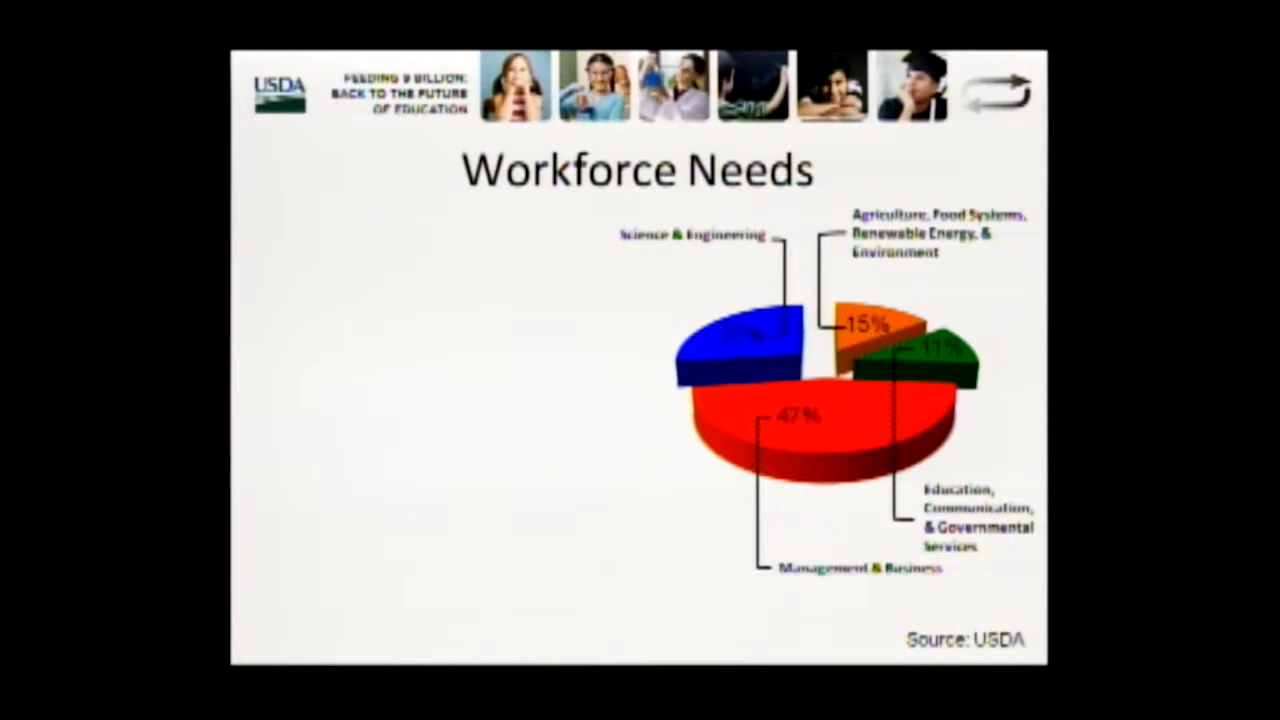 USDA
FEEDING 9 BILLION:
BACK TO THE FUTURE
OF EDUCATION
Workforce Needs
Agriculture, Food Systems,
Renewable Energy, &
Environment
Science & Engineering
15%
11%
47%
Education,
Communication,
& Governmental
Services
Management & Business
Source: USDA